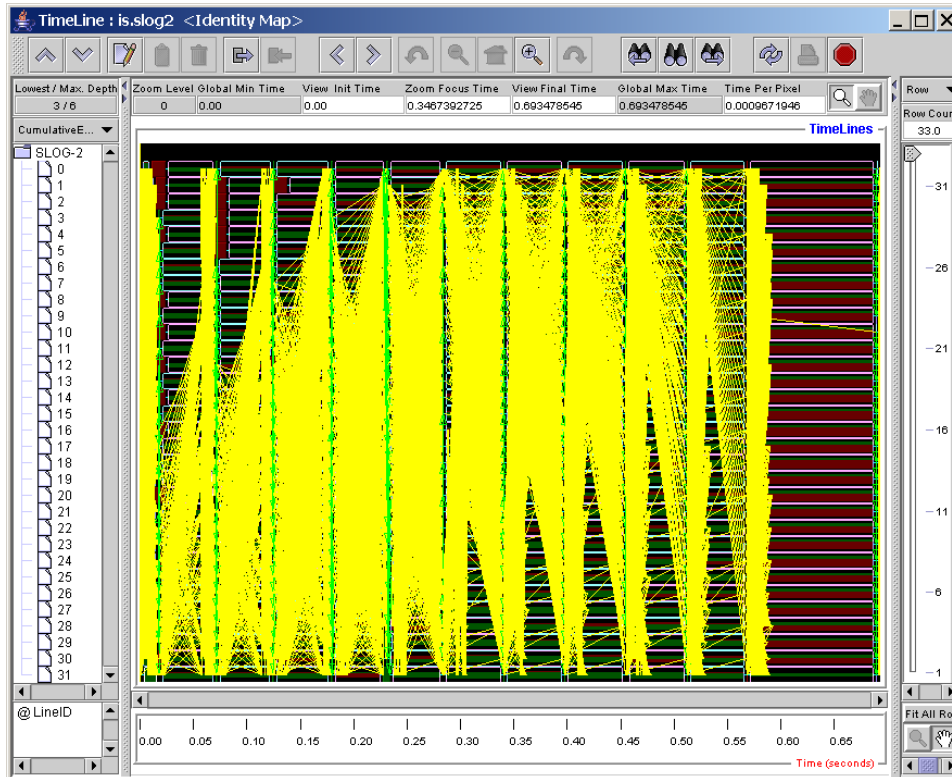 TimeLine : is.slog2 <Identity Map>
Lowest / Max. Depth
3 / 6
Zoom Level
0
Global Min Time
0.00
View Init Time
0.00
Zoom Focus Time
0.3467392725
View Final Time
0.693478545
Global Max Time
0.693478545
Time Per Pixel
0.0009671946
Row
Row Coun
33.0
CumulativeE...
TimeLines
SLOG-2
0
1
2
3
4
5
6
7
8
9
10
11
12
13
14
15
16
17
18
19
20
21
22
23
24
25
26
27
28
29
30
31
31
26
21
16
11
6
1
@ LineID
0.00 0.05 0.10 0.15 0.20 0.25 0.30 0.35 0.40 0.45 0.50 0.55 0.60 0.65
Time (seconds)
Fit All Ro